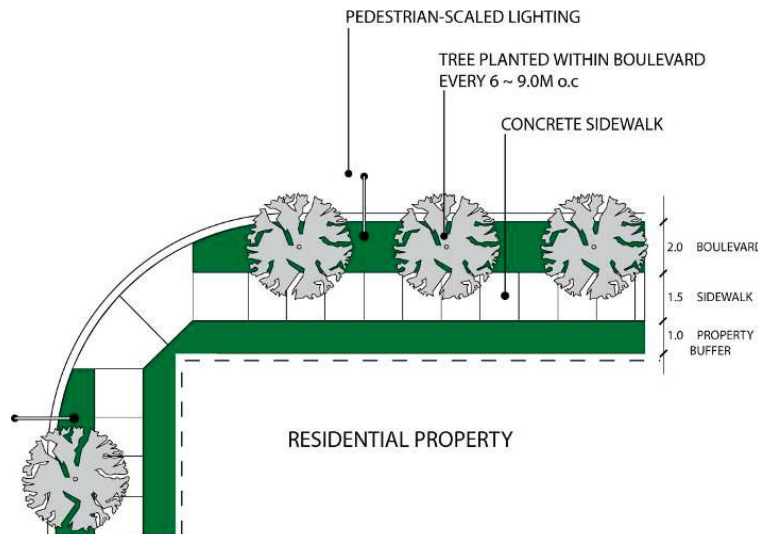 PEDESTRIAN-SCALED LIGHTING
TREE PLANTED WITHIN BOULEVARD
EVERY 6 ~ 9.0M o.c
CONCRETE SIDEWALK
2.0 BOULEVARD
1.5 SIDEWALK
1.0 PROPERTY
BUFFER
RESIDENTIAL PROPERTY